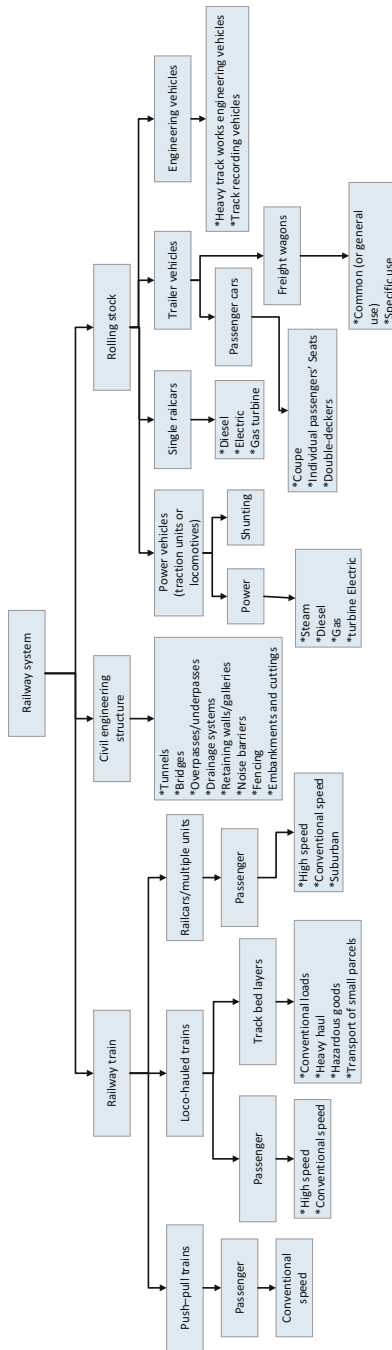 Railway system
Railway train
Civil engineering
structure
Rolling stock
Push–pull trains
Loco-hauled trains
Railcars/multiple units
*Tunnels
*Bridges
*Overpasses/underpasses
*Drainage systems
*Retaining walls/galleries
*Noise barriers
*Fencing
*Embankments and cuttings
Power vehicles
(traction units or
locomotives)
Single railcars
Trailer vehicles
Engineering vehicles
Passenger
Passenger
Track bed layers
Passenger
Power
Shunting
*Diesel
*Electric
*Gas turbine
Passenger cars
Freight wagons
*Heavy track works engineering vehicles
*Track recording vehicles
Conventional
speed
*High speed
*Conventional speed
*Conventional loads
*Heavy haul
*Hazardous goods
*Transport of small parcels
*High speed
*Conventional speed
*Suburban
*Steam
*Diesel
*Gas
*turbine Electric
*Coupe
*Individual passengers' Seats
*Double-deckers
*Common (or general
use)
*Specific use